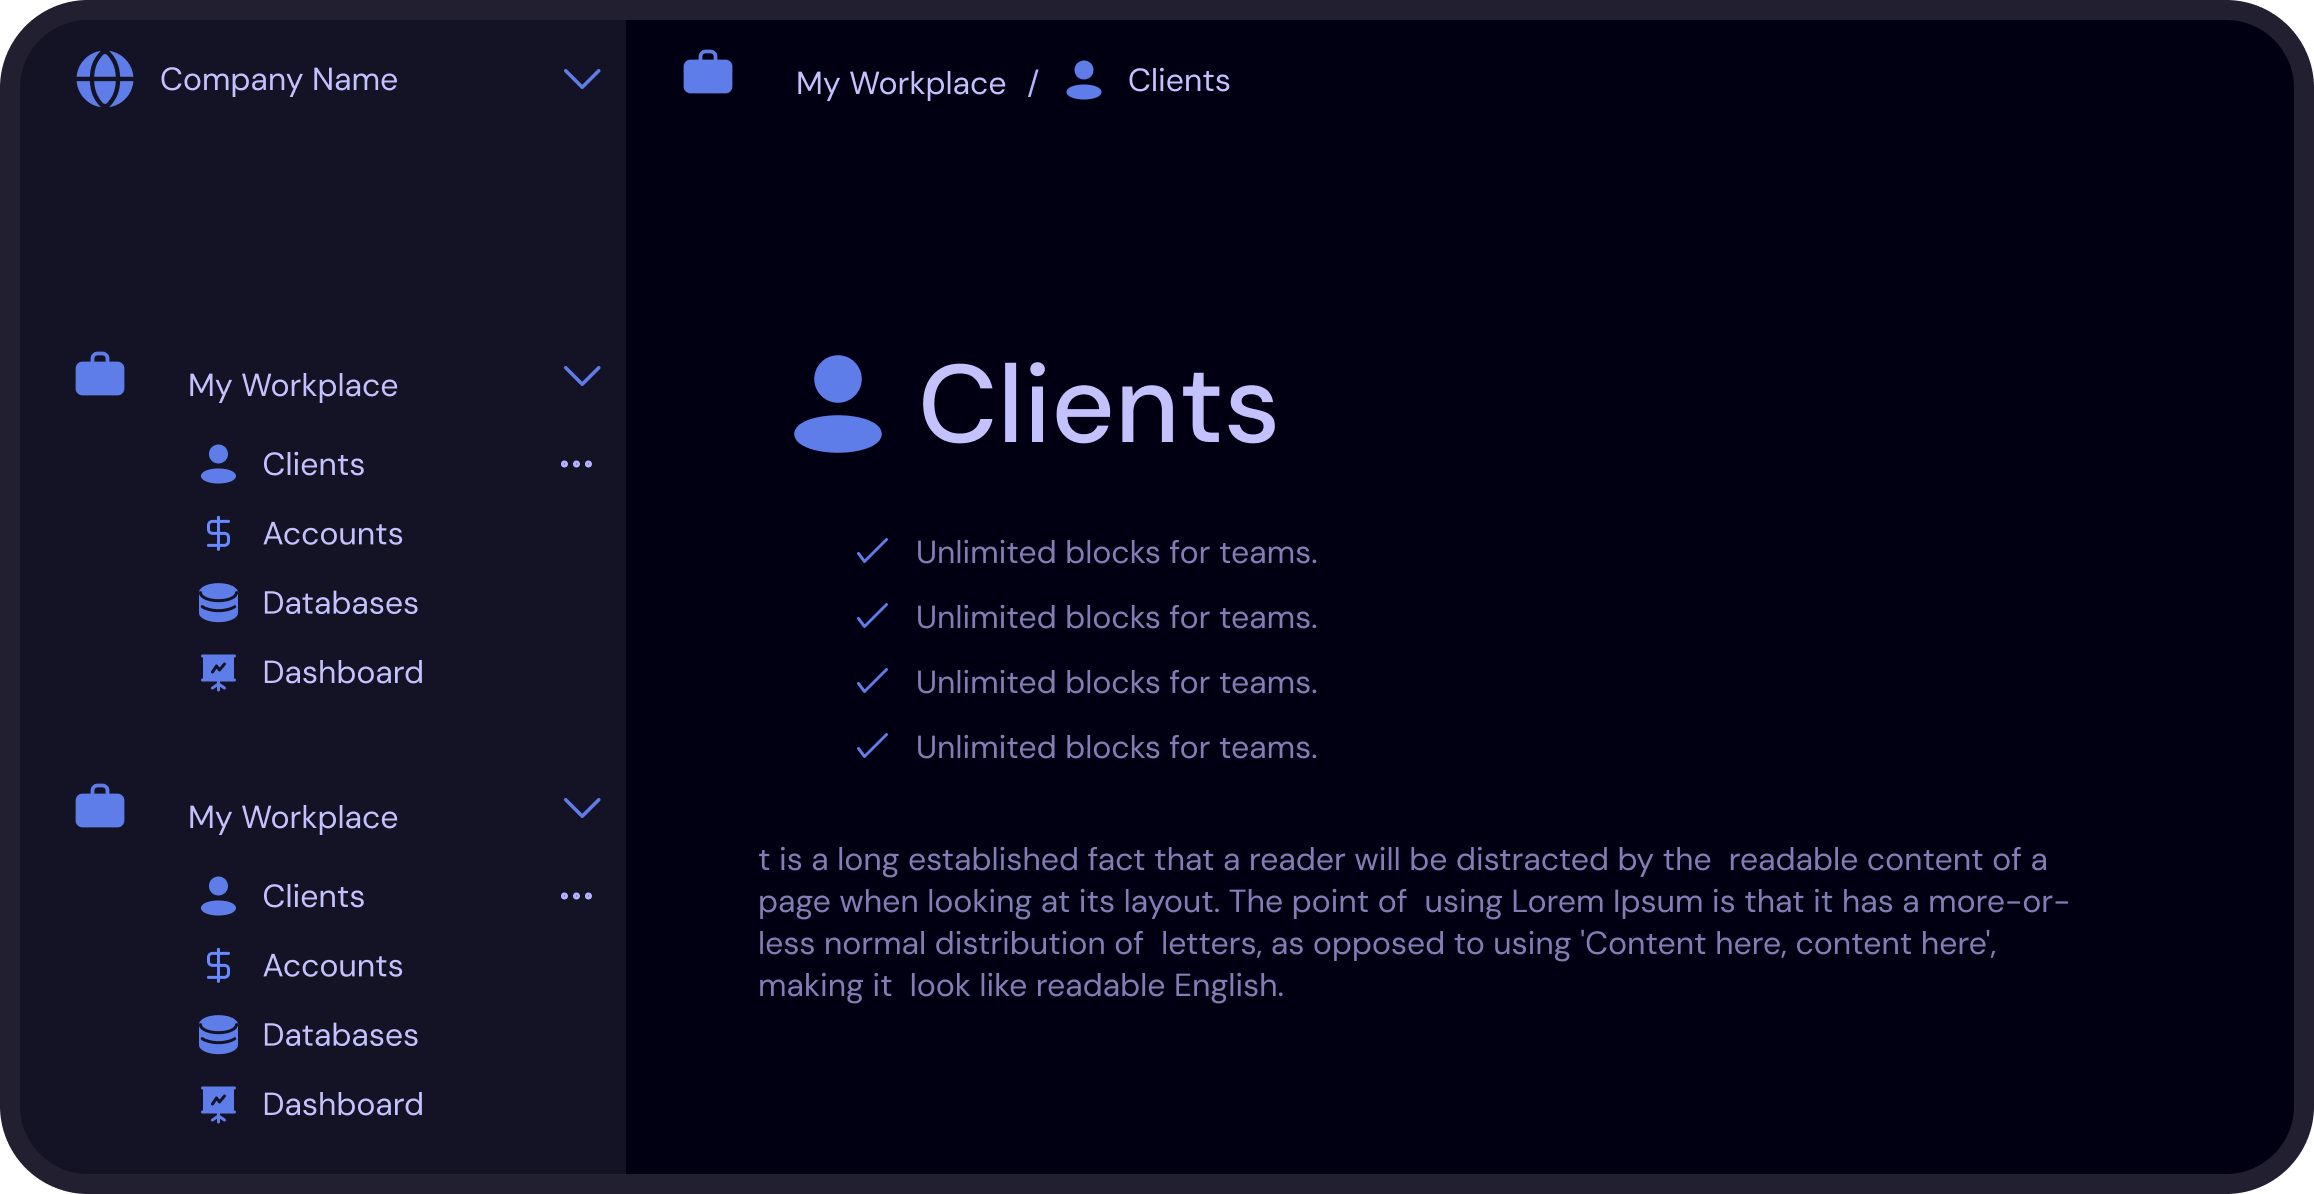 Company Name
My Workplace
Clients
Accounts
Databases
Dashboard
My Workplace
Clients
Accounts
Databases
Dashboard
My Workplace / Clients
Clients
Unlimited blocks for teams.
Unlimited blocks for teams.
Unlimited blocks for teams.
Unlimited blocks for teams.
t is a long established fact that a reader will be distracted by the  readable content of a
page when looking at its layout. The point of  using Lorem Ipsum is that it has a more-or-
less normal distribution of  letters, as opposed to using 'Content here, content here',
making it  look like readable English.